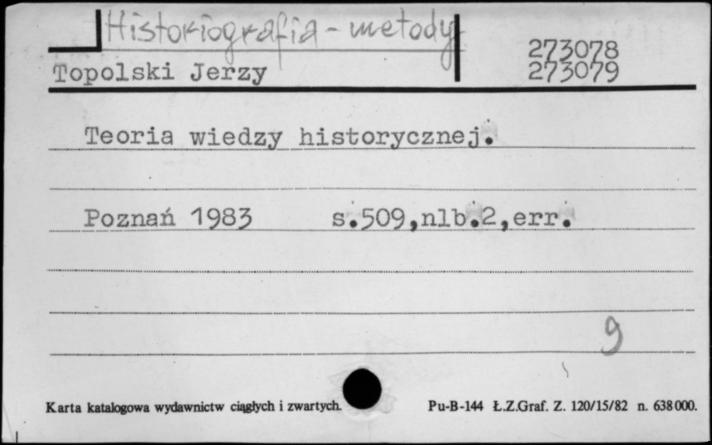 Historiografia - metody
273078
Topolski Jerzy 273079
Teoria wiedzy historycznej.
Poznań 1983 s.509,nlb.2,err.
9
Karta katalogowa wydawnictw ciągłych i zwartych. Pu-B-144 Ł.Z.Graf. Z. 120/15/82 n. 638000.